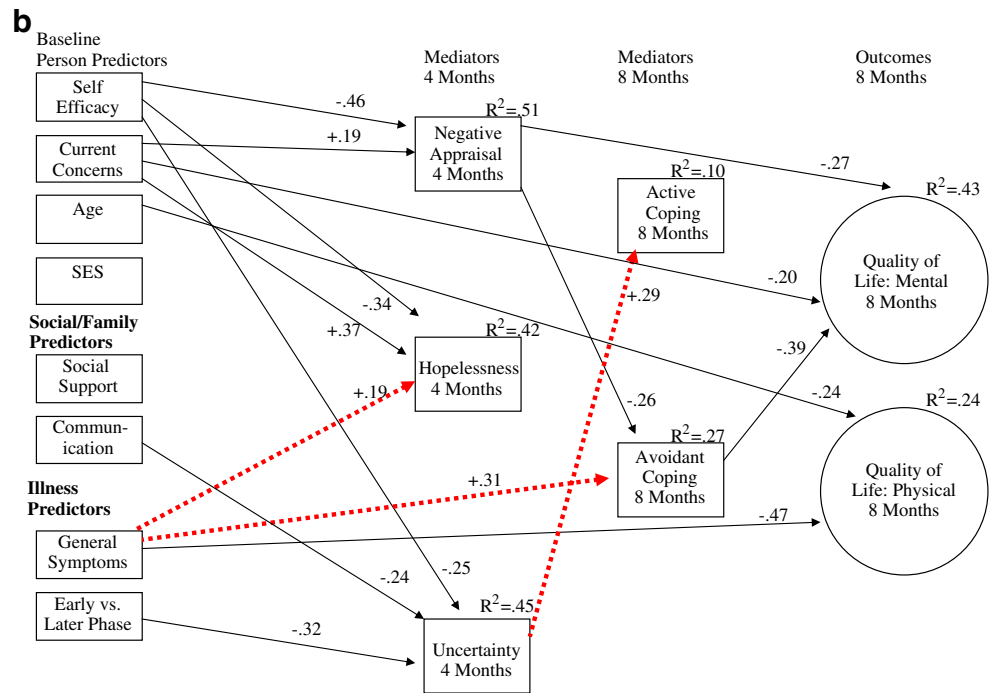 b
Baseline
Person Predictors
Mediators
4 Months
Mediators
8 Months
Outcomes
8 Months
Self
Efficacy
Current
Concerns
Age
SES
Social/Family
Predictors
Social
Support
Commun-
ication
Illness
Predictors
General
Symptoms
Early vs.
Later Phase
-.46
+.19
-.34
+.37
+.19
+.31
-.24
-.25
-.32
R²=.51
Negative
Appraisal
4 Months
R²=.42
Hopelessness
4 Months
R²=.45
Uncertainty
4 Months
R²=.10
Active
Coping
8 Months
+.29
-.26
R²=.27
Avoidant
Coping
8 Months
-.27
-.20
-.39
-.24
-.47
R²=.43
Quality of
Life: Mental
8 Months
R²=.24
Quality of
Life: Physical
8 Months